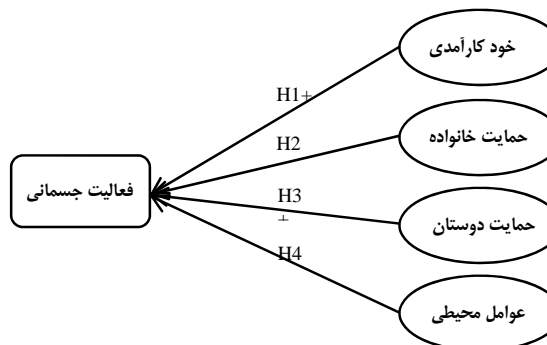 خود کارآمدی
H1+
حمایت خانواده
H2
فعالیت جسمانی
H3
+
حمایت دوستان
H4
عوامل محیطی